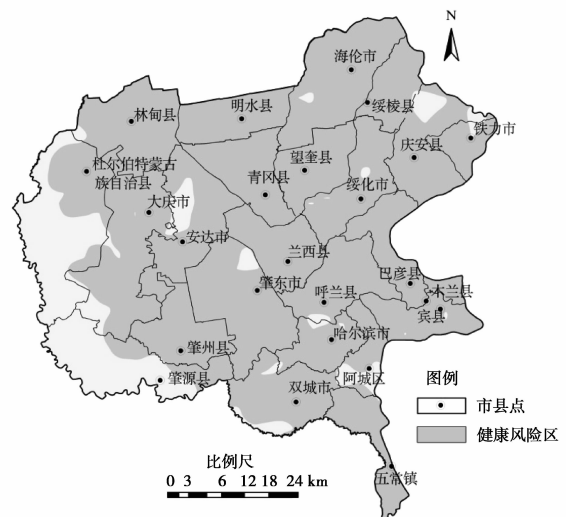 N
海伦市
绥棱县
明水县
林甸县
铁力市
庆安县
望奎县
杜尔伯特蒙古
族自治县
青冈县
绥化市
大庆市
安达市
兰西县
巴彦县
肇东市
木兰县
呼兰县
宾县
哈尔滨市
肇州县
阿城区
肇源县
双城市
五常镇
图例
市县点
健康风险区
比例尺
0 3 6 12 18 24 km